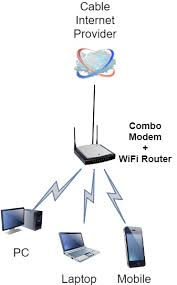 Cable
Internet
Provider
Combo
Modem
+
WiFi Router
PC
Laptop
Mobile